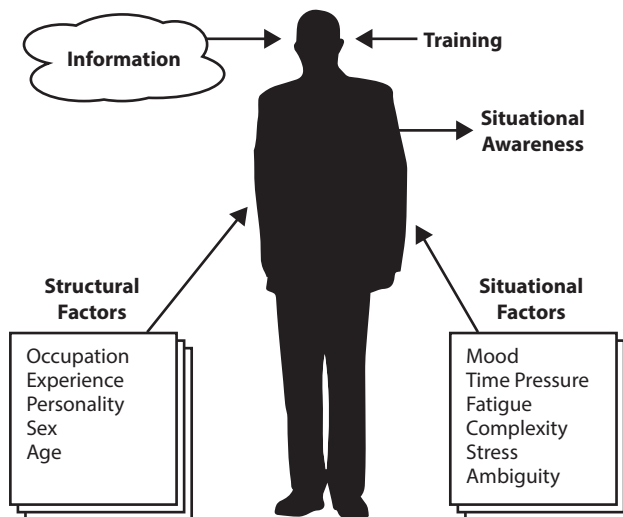 Information
Training
Situational
Awareness
Structural
Factors
Occupation
Experience
Personality
Sex
Age
Situational
Factors
Mood
Time Pressure
Fatigue
Complexity
Stress
Ambiguity